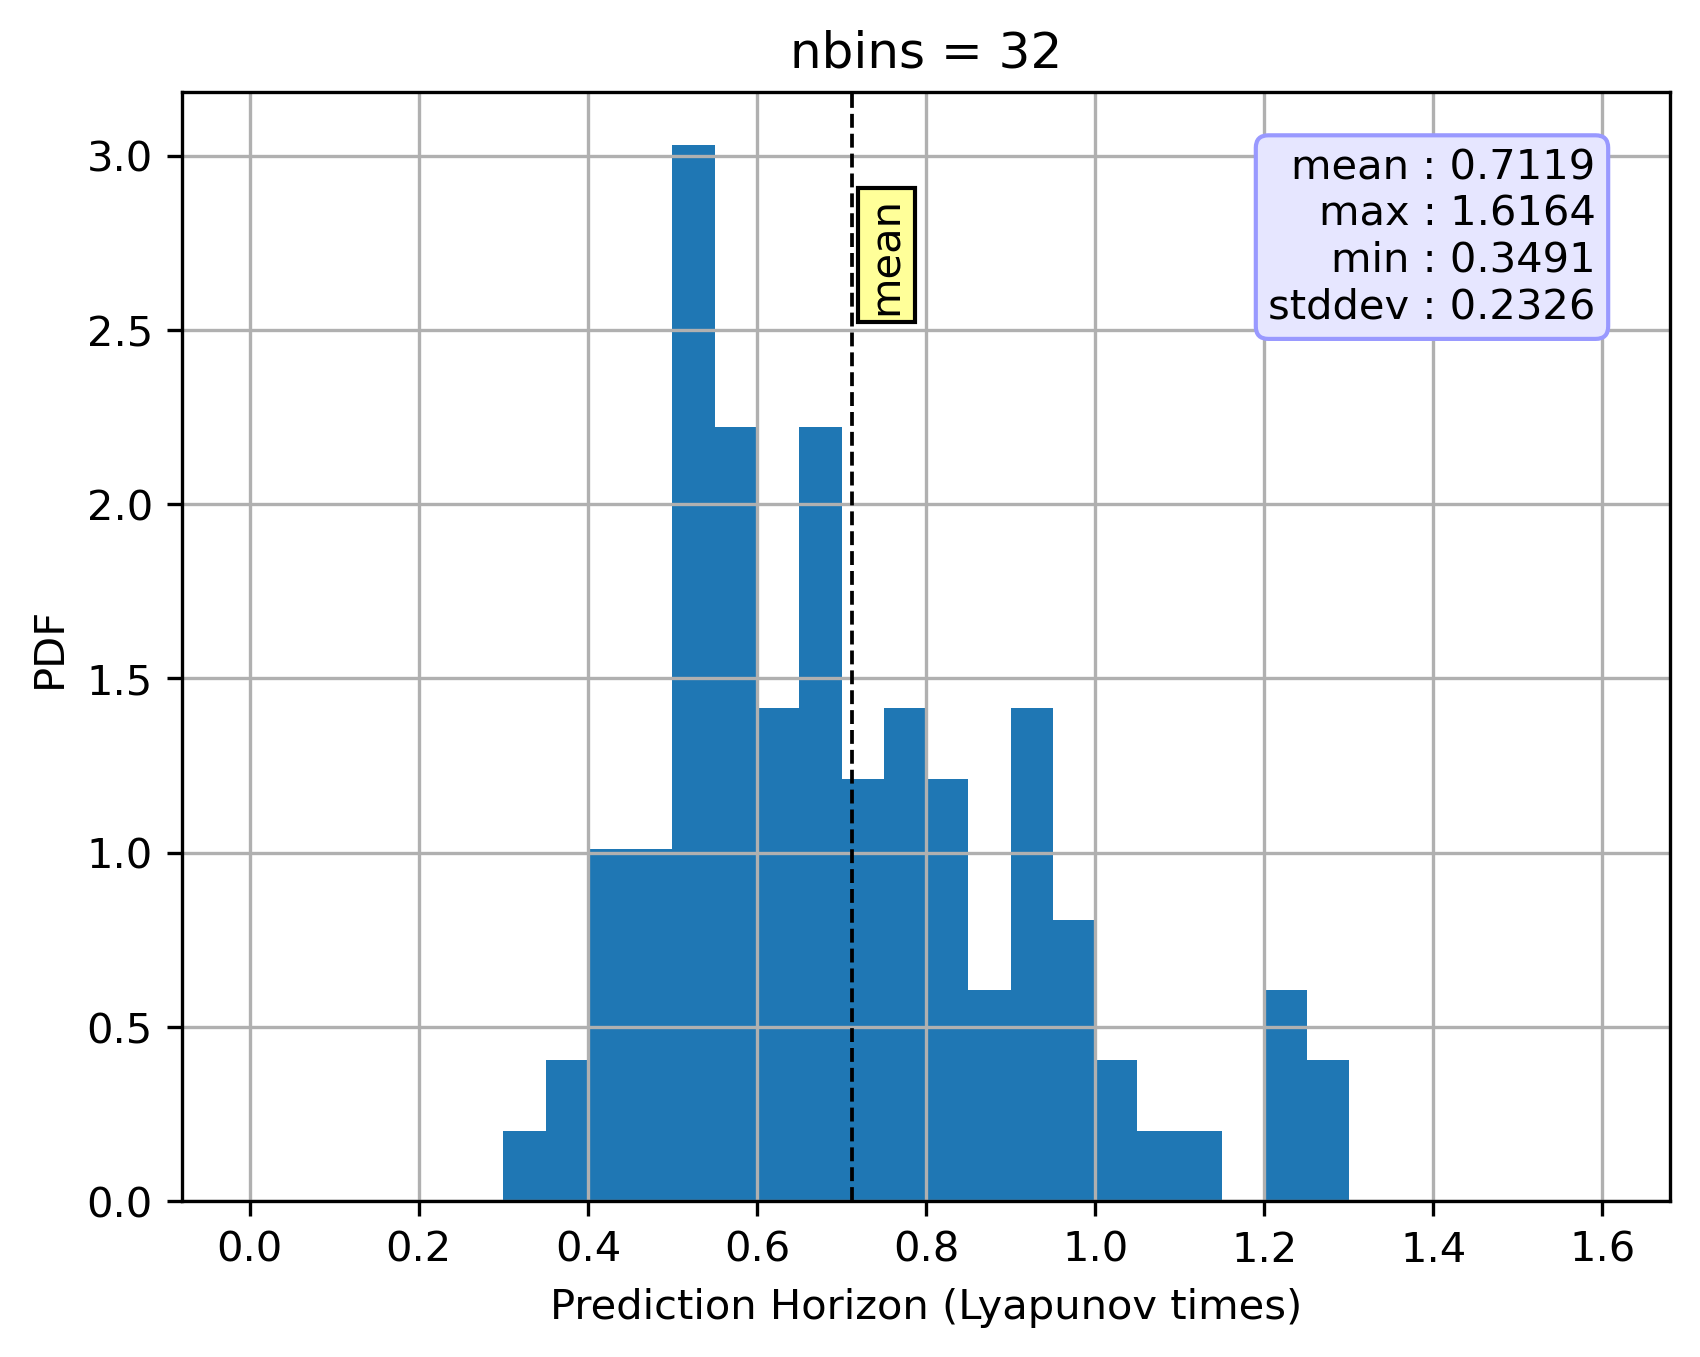 nbins = 32
mean : 0.7119
max : 1.6164
min : 0.3491
stddev : 0.2326
mean
PDF
3.0
2.5
2.0
1.5
1.0
0.5
0.0
0.0 0.2 0.4 0.6 0.8 1.0 1.2 1.4 1.6
Prediction Horizon (Lyapunov times)